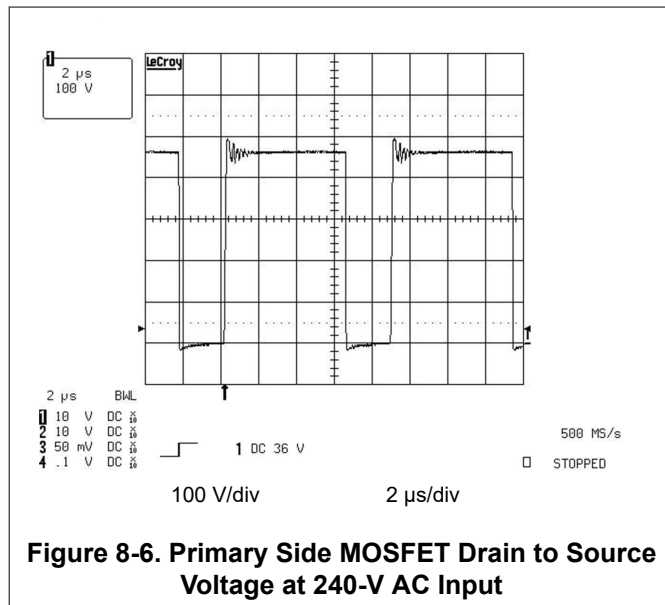 1
2 µs
100 V
LeCroy
2 µs BWL
1 10 V DC X10
2 10 V DC X10
3 50 mV DC X10
4 .1 V DC X10
1 DC 36 V
500 MS/s
STOPPED
100 V/div 2 µs/div
Figure 8-6. Primary Side MOSFET Drain to Source
Voltage at 240-V AC Input